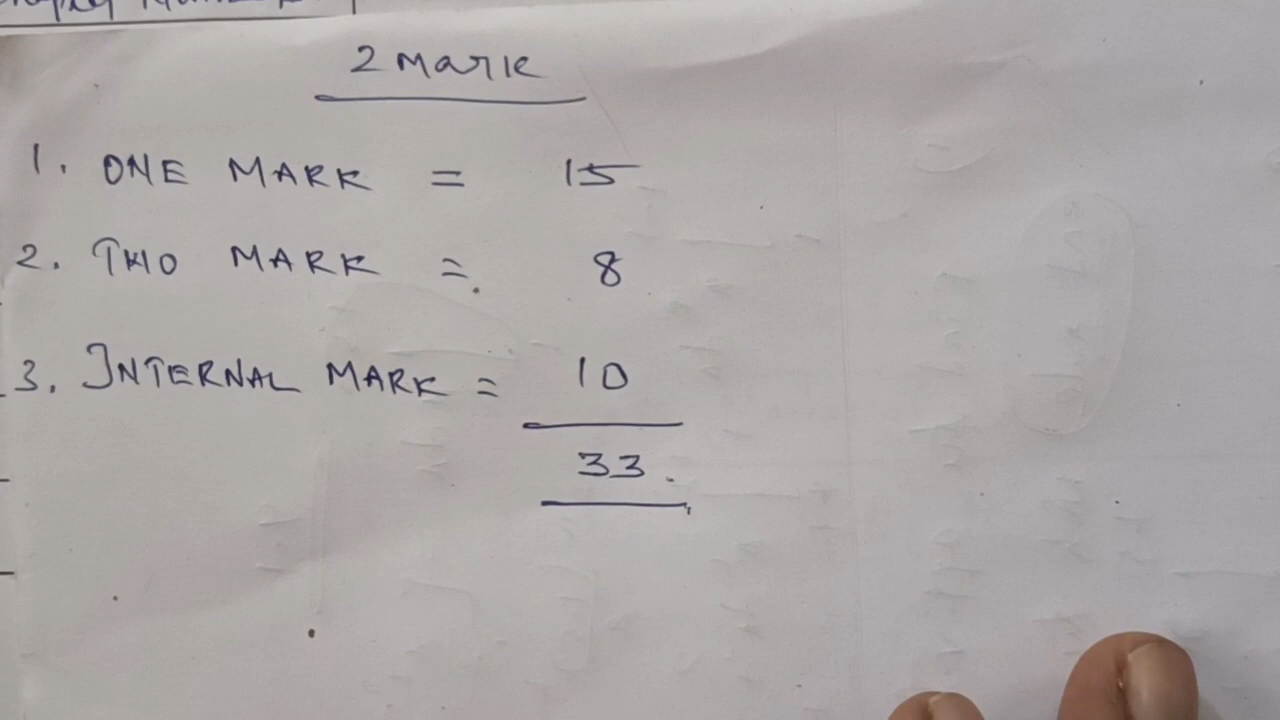 2 Mark
1. ONE MARK = 15
2. TWO MARK = 8
3. INTERNAL MARK = 10
33